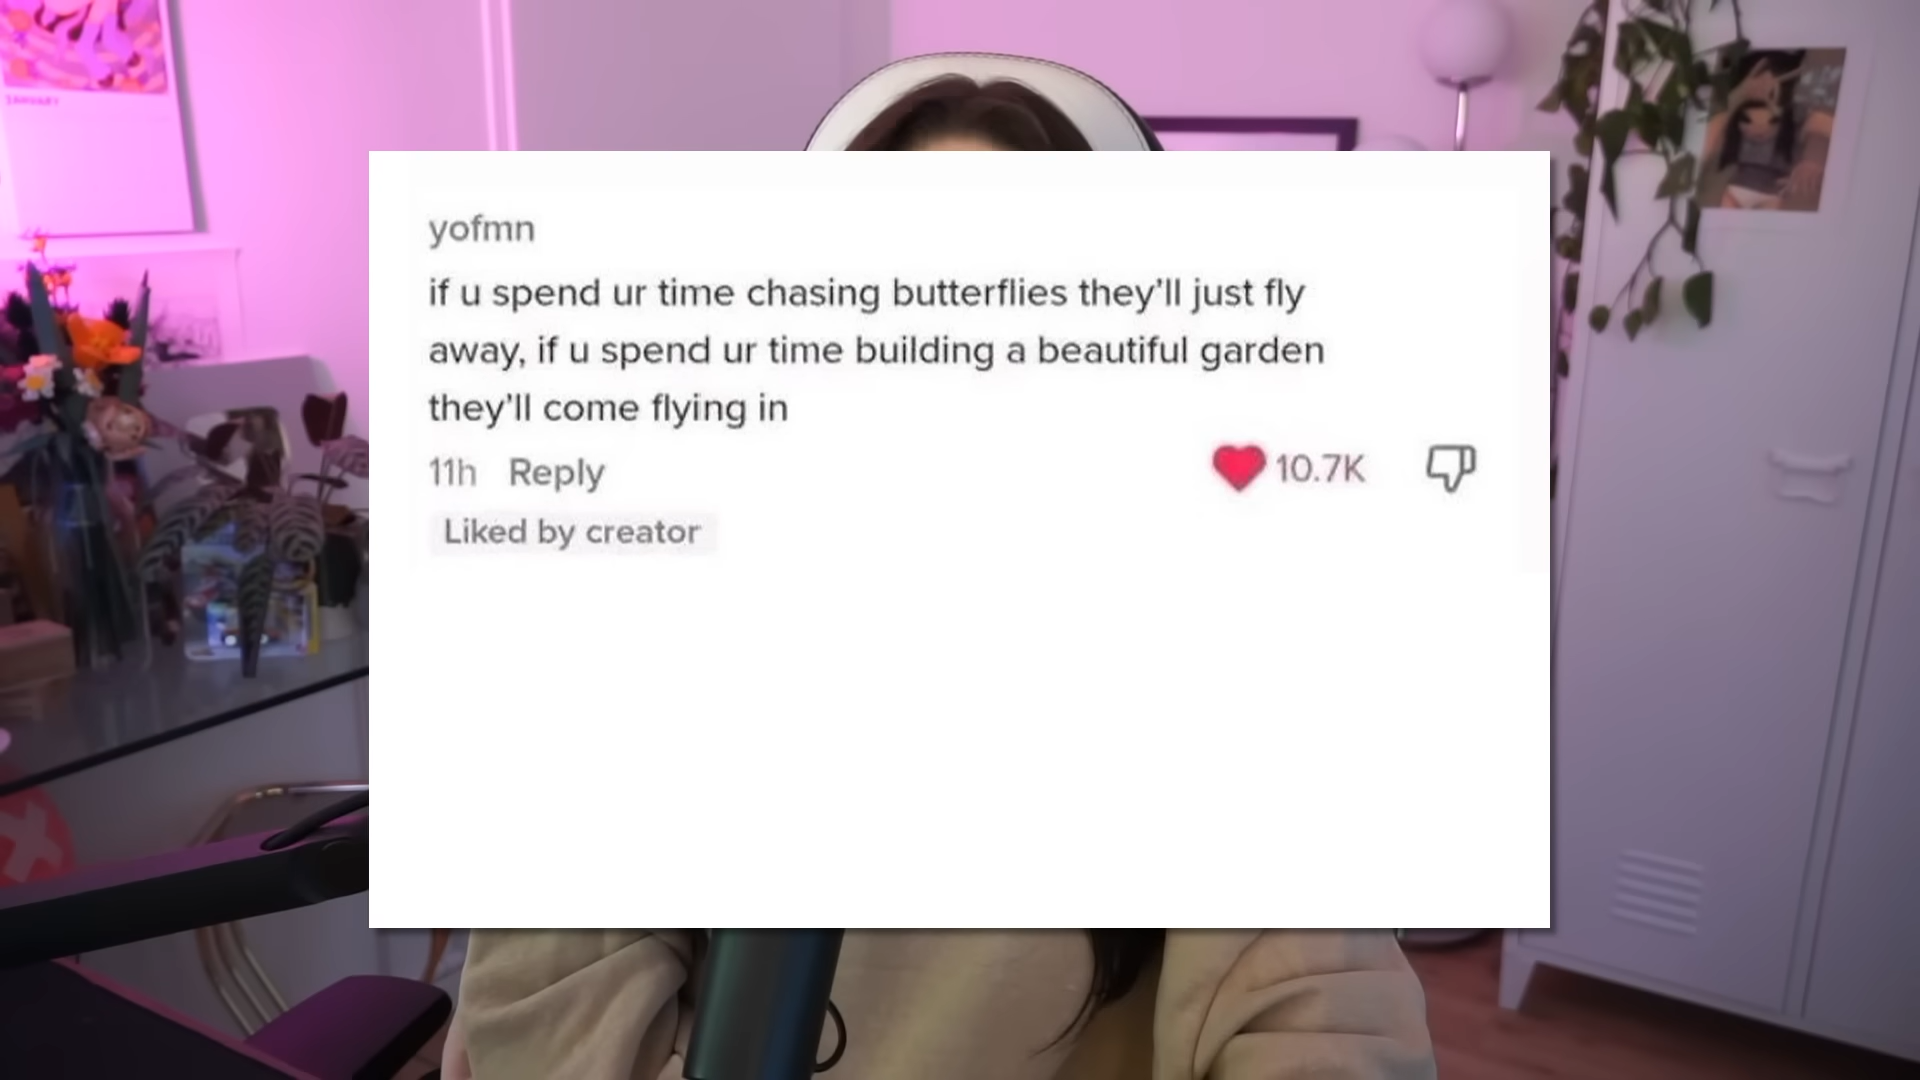 JANUARY
yofmn
if u spend ur time chasing butterflies they'll just fly
away, if u spend ur time building a beautiful garden
they'll come flying in
11h Reply
10.7K
Liked by creator